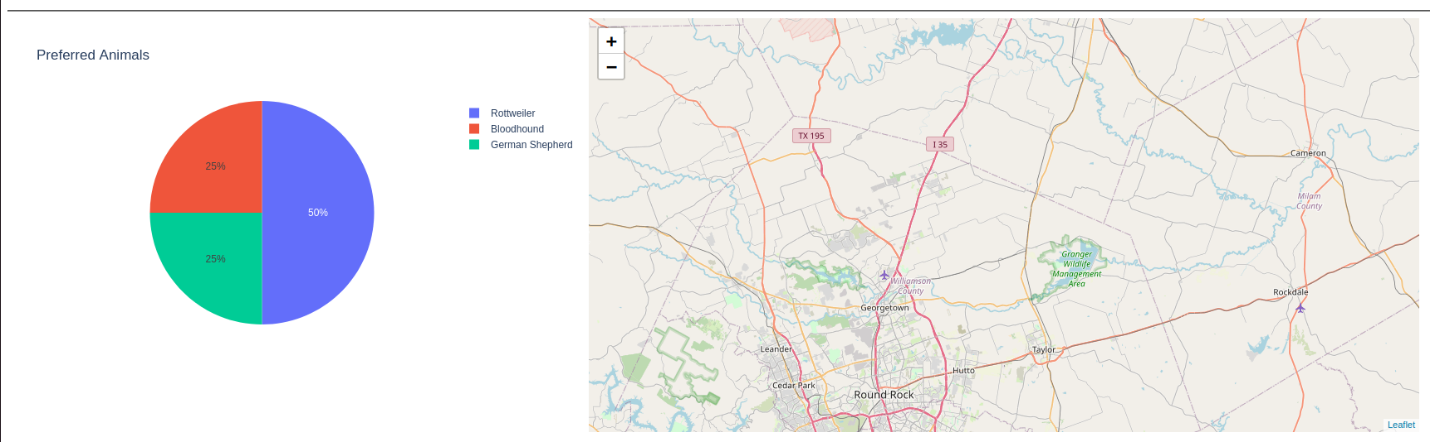 Preferred Animals
Rottweiler
Bloodhound
German Shepherd
25%
50%
25%
+
−
TX 195
I 35
Cameron
Milam
County
Granger
Wildlife
Management
Area
Williamson
County
Georgetown
Rockdale
Leander
Taylor
Hutto
Cedar Park
Round Rock
Leaflet